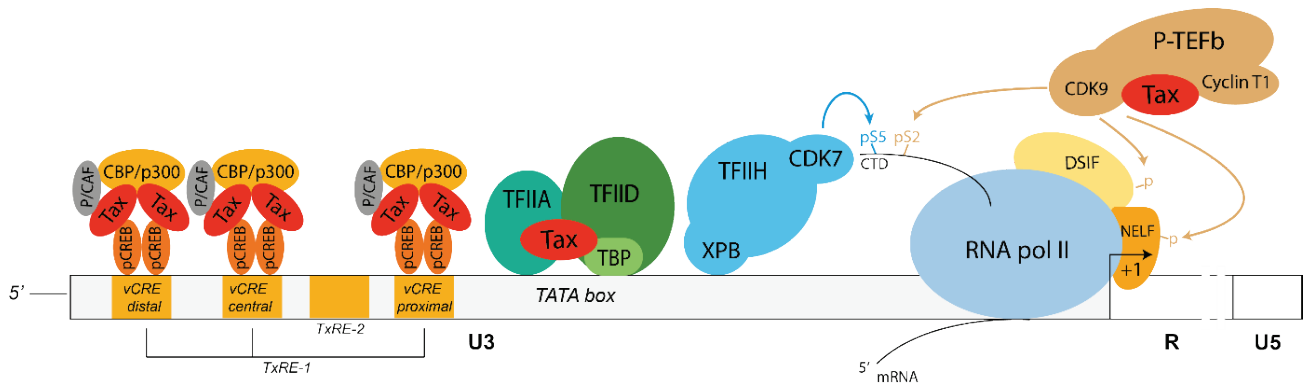 P/CAF
CBP/p300
Tax
Tax
pCREB
pCREB
P/CAF
CBP/p300
Tax
Tax
pCREB
pCREB
P/CAF
CBP/p300
Tax
Tax
pCREB
pCREB
TFIIA
TFIID
Tax
TBP
TFIIH
CDK7
XPB
pS5
pS2
CTD
P-TEFb
CDK9
Tax
Cyclin T1
DSIF
p
NELF
p
RNA pol II
+1
5’
vCRE
distal
vCRE
central
vCRE
proximal
TATA box
TxRE-2
TxRE-1
U3
R
U5
5’
mRNA